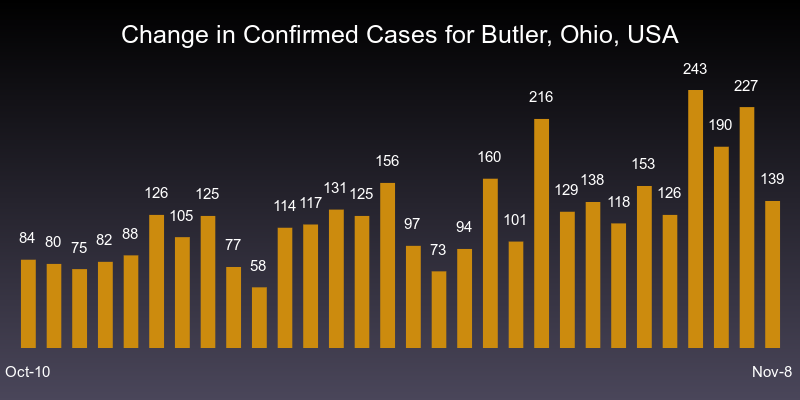 Change in Confirmed Cases for Butler, Ohio, USA
84 80 75 82 88 126 105 125 77 58 114 117 131 125 156 97 73 94 160 101 216 129 138 118 153 126 243 190 227 139
Oct-10 Nov-8